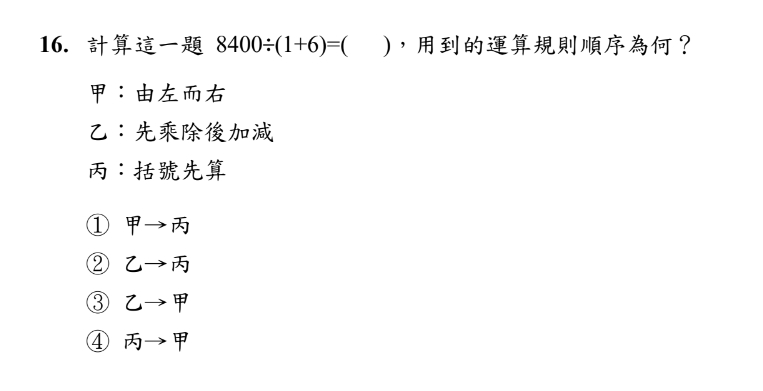 16. 計算這一題 8400÷(1+6)=(   )，用到的運算規則順序為何？
甲：由左而右
乙：先乘除後加減
丙：括號先算
① 甲→丙
② 乙→丙
③ 乙→甲
④ 丙→甲